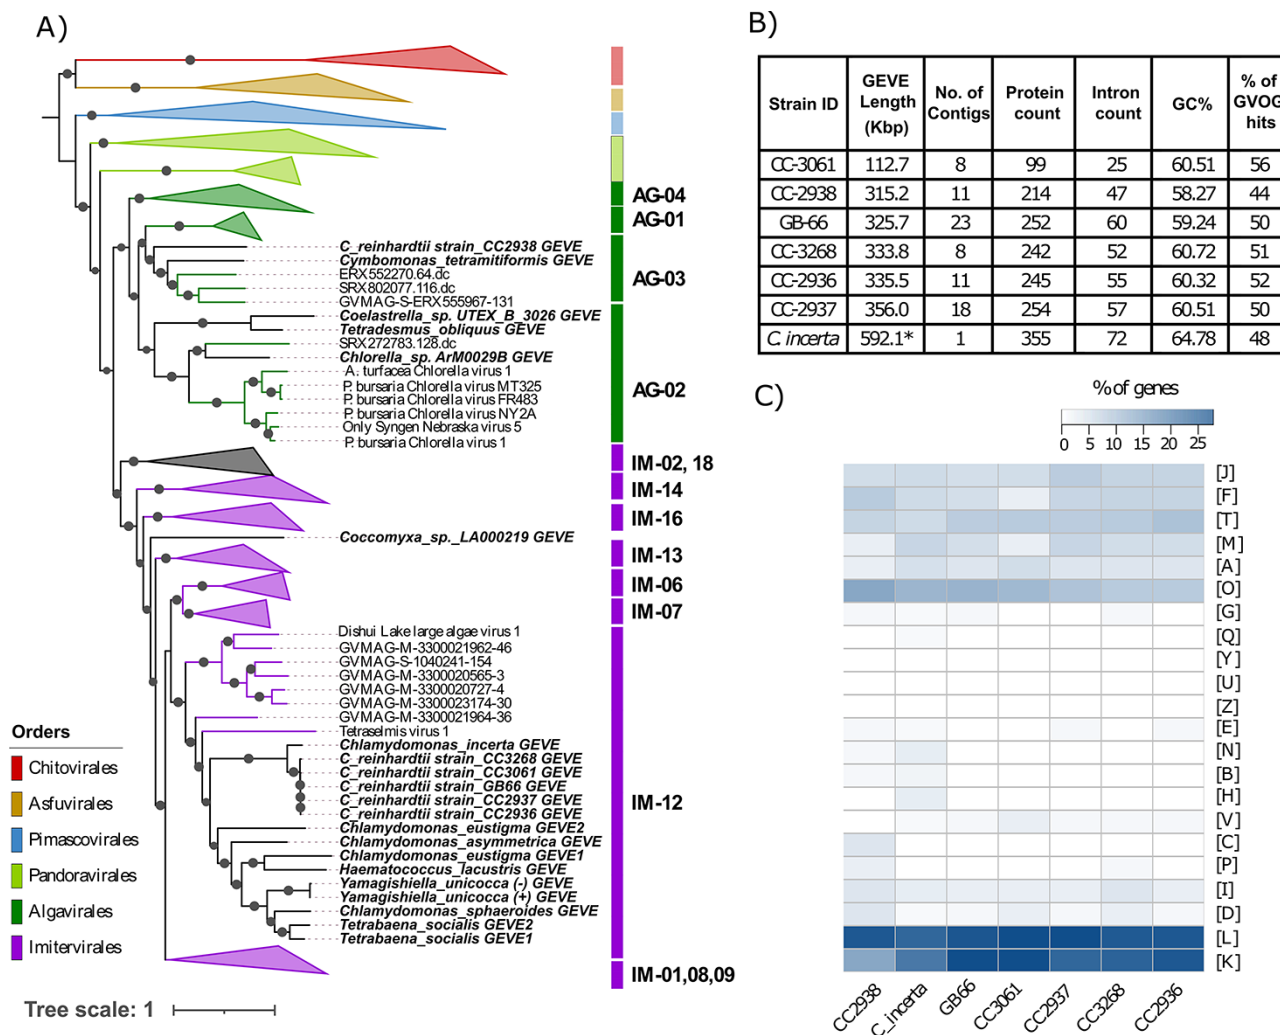 A)
AG-04
AG-01
C_reinhardtii strain_CC2938 GEVE
Cymbomonas_tetramitiformis GEVE
ERX552270.64.dc
SRX802077.116.dc
GVMAG-S-ERX555967-131
AG-03
Coelastrella_sp. UTEX_B_3026 GEVE
Tetradesmus_obliquus GEVE
SRX272783.128.dc
Chlorella_sp. ArM0029B GEVE
A. turfacea Chlorella virus 1
P. bursaria Chlorella virus MT325
P. bursaria Chlorella virus FR483
P. bursaria Chlorella virus NY2A
Only Syngen Nebraska virus 5
P. bursaria Chlorella virus 1
AG-02
IM-02, 18
IM-14
IM-16
Coccomyxa_sp._LA000219 GEVE
IM-13
IM-06
IM-07
Dishui Lake large algae virus 1
GVMAG-M-3300021962-46
GVMAG-S-1040241-154
GVMAG-M-3300020565-3
GVMAG-M-3300020727-4
GVMAG-M-3300023174-30
GVMAG-M-3300021964-36
Tetraselmis virus 1
Chlamydomonas_incerta GEVE
C_reinhardtii strain_CC3268 GEVE
C_reinhardtii strain_CC3061 GEVE
C_reinhardtii strain_GB66 GEVE
C_reinhardtii strain_CC2937 GEVE
C_reinhardtii strain_CC2936 GEVE
Chlamydomonas_eustigma GEVE2
Chlamydomonas_asymmetrica GEVE
Chlamydomonas_eustigma GEVE1
Haematococcus_lacustris GEVE
Yamagishiella_unicocca (-) GEVE
Yamagishiella_unicocca (+) GEVE
Chlamydomonas_sphaeroides GEVE
Tetrabaena_socialis GEVE2
Tetrabaena_socialis GEVE1
IM-12
IM-01,08,09
Orders
Chitovirales
Asfuvirales
Pimascovirales
Pandoravirales
Algavirales
Imitervirales
Tree scale: 1
B)
Strain ID GEVE Length (Kbp) No. of Contigs Protein count Intron count GC% % of GVOG hits
CC-3061 112.7 8 99 25 60.51 56
CC-2938 315.2 11 214 47 58.27 44
GB-66 325.7 23 252 60 59.24 50
CC-3268 333.8 8 242 52 60.72 51
CC-2936 335.5 11 245 55 60.32 52
CC-2937 356.0 18 254 57 60.51 50
C. incerta 592.1* 1 355 72 64.78 48
C)
% of genes
0 5 10 15 20 25
[J]
[F]
[T]
[M]
[A]
[O]
[G]
[Q]
[Y]
[U]
[Z]
[E]
[N]
[B]
[H]
[V]
[C]
[P]
[I]
[D]
[L]
[K]
CC2938 C_incerta GB66 CC3061 CC2937 CC3268 CC2936